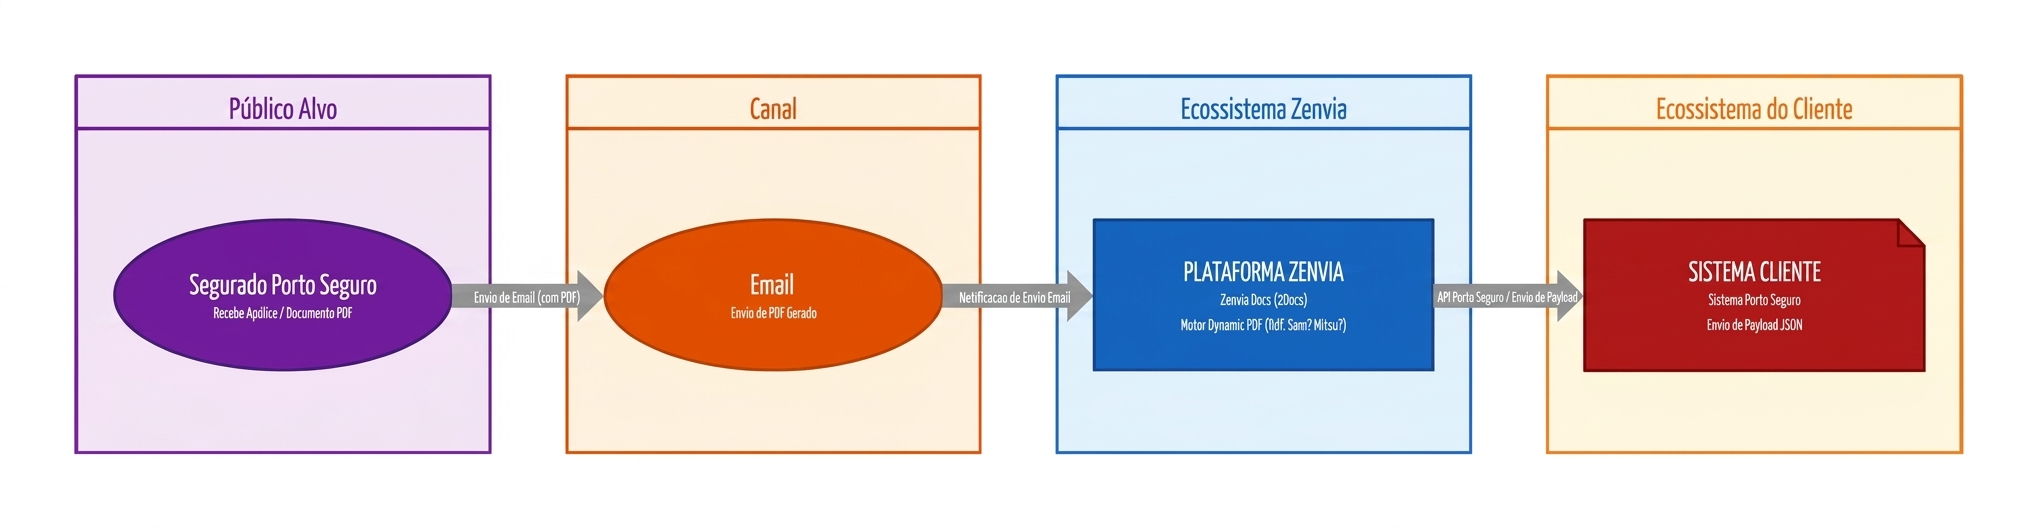 Público Alvo
Canal
Ecossistema Zenvia
Ecossistema do Cliente
Segurado Porto Seguro
Recebe Apólice / Documento PDF
Envio de Email (com PDF)
Email
Envio de PDF Gerado
Netificacao de Envio Email
PLATAFORMA ZENVIA
Zenvia Docs (2Docs)
Motor Dynamic PDF (Ndf. Sam? Mitsu?)
API Porto Seguro / Envio de Payload
SISTEMA CLIENTE
Sistema Porto Seguro
Envio de Payload JSON